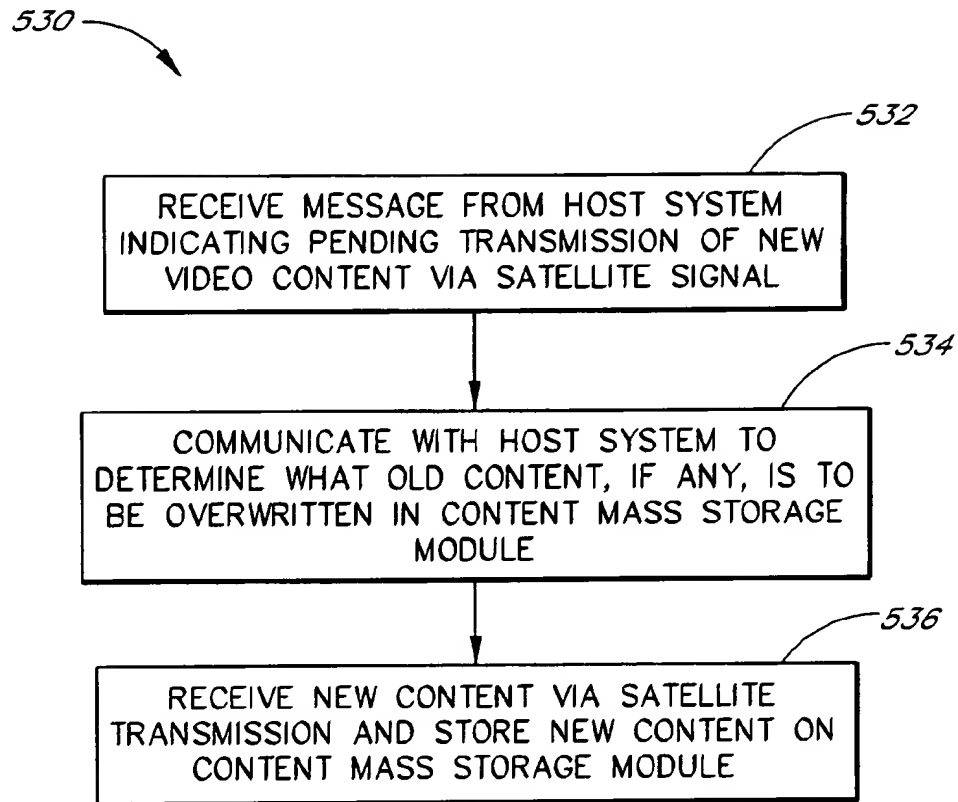 530
532
RECEIVE MESSAGE FROM HOST SYSTEM
INDICATING PENDING TRANSMISSION OF NEW
VIDEO CONTENT VIA SATELLITE SIGNAL
534
COMMUNICATE WITH HOST SYSTEM TO
DETERMINE WHAT OLD CONTENT, IF ANY, IS TO
BE OVERWRITTEN IN CONTENT MASS STORAGE
MODULE
536
RECEIVE NEW CONTENT VIA SATELLITE
TRANSMISSION AND STORE NEW CONTENT ON
CONTENT MASS STORAGE MODULE